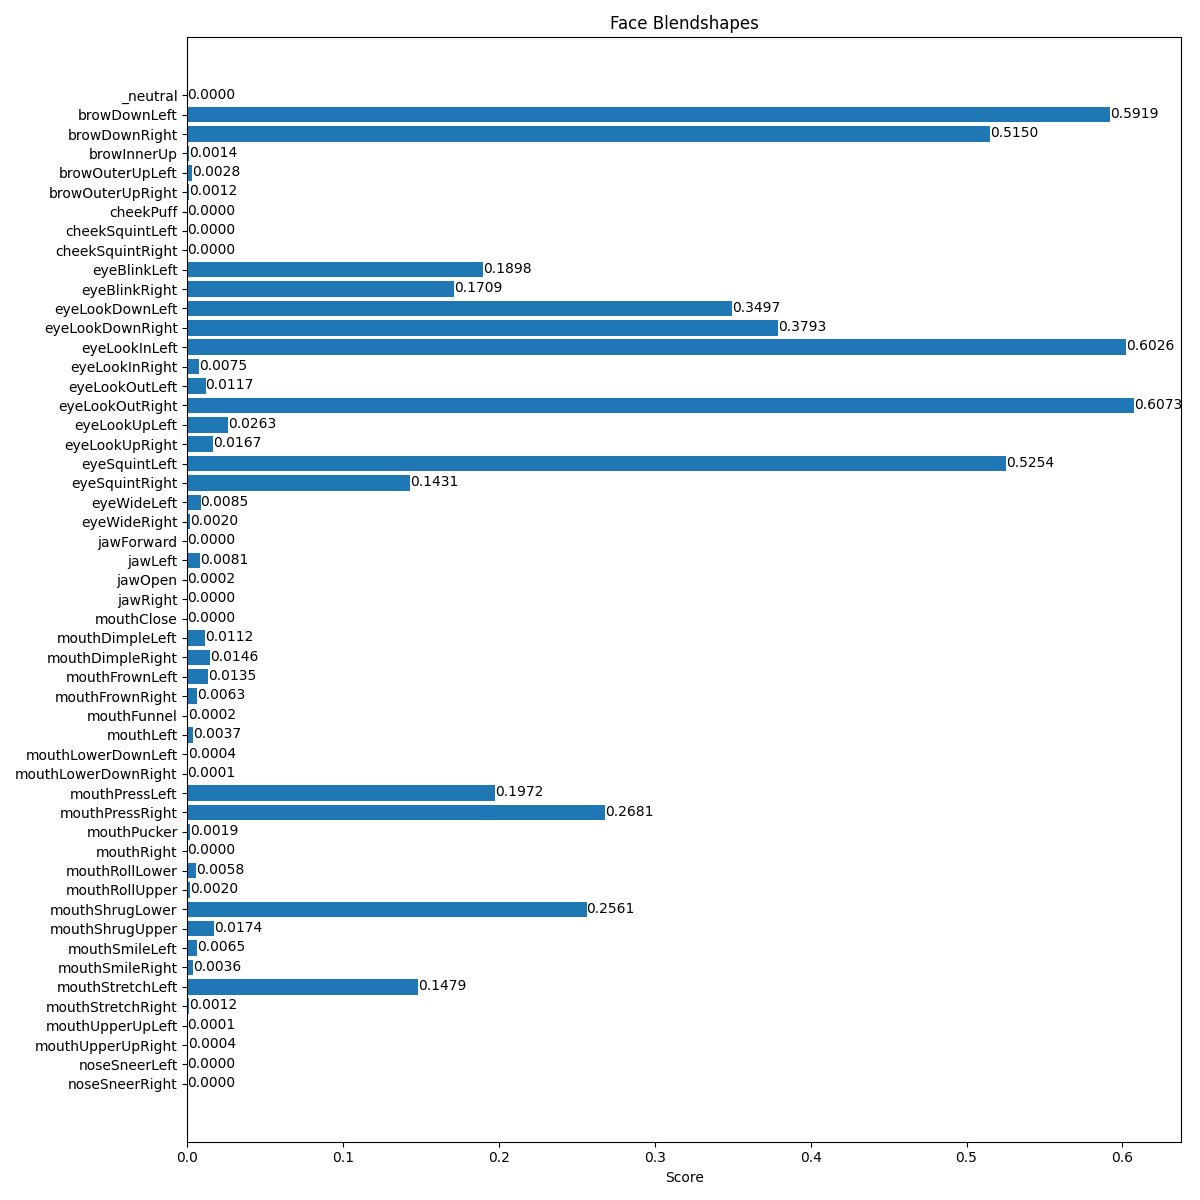 Face Blendshapes
_neutral 0.0000
browDownLeft 0.5919
browDownRight 0.5150
browInnerUp 0.0014
browOuterUpLeft 0.0028
browOuterUpRight 0.0012
cheekPuff 0.0000
cheekSquintLeft 0.0000
cheekSquintRight 0.0000
eyeBlinkLeft 0.1898
eyeBlinkRight 0.1709
eyeLookDownLeft 0.3497
eyeLookDownRight 0.3793
eyeLookInLeft 0.6026
eyeLookInRight 0.0075
eyeLookOutLeft 0.0117
eyeLookOutRight 0.6073
eyeLookUpLeft 0.0263
eyeLookUpRight 0.0167
eyeSquintLeft 0.5254
eyeSquintRight 0.1431
eyeWideLeft 0.0085
eyeWideRight 0.0020
jawForward 0.0000
jawLeft 0.0081
jawOpen 0.0002
jawRight 0.0000
mouthClose 0.0000
mouthDimpleLeft 0.0112
mouthDimpleRight 0.0146
mouthFrownLeft 0.0135
mouthFrownRight 0.0063
mouthFunnel 0.0002
mouthLeft 0.0037
mouthLowerDownLeft 0.0004
mouthLowerDownRight 0.0001
mouthPressLeft 0.1972
mouthPressRight 0.2681
mouthPucker 0.0019
mouthRight 0.0000
mouthRollLower 0.0058
mouthRollUpper 0.0020
mouthShrugLower 0.2561
mouthShrugUpper 0.0174
mouthSmileLeft 0.0065
mouthSmileRight 0.0036
mouthStretchLeft 0.1479
mouthStretchRight 0.0012
mouthUpperUpLeft 0.0001
mouthUpperUpRight 0.0004
noseSneerLeft 0.0000
noseSneerRight 0.0000
0.0 0.1 0.2 0.3 0.4 0.5 0.6
Score